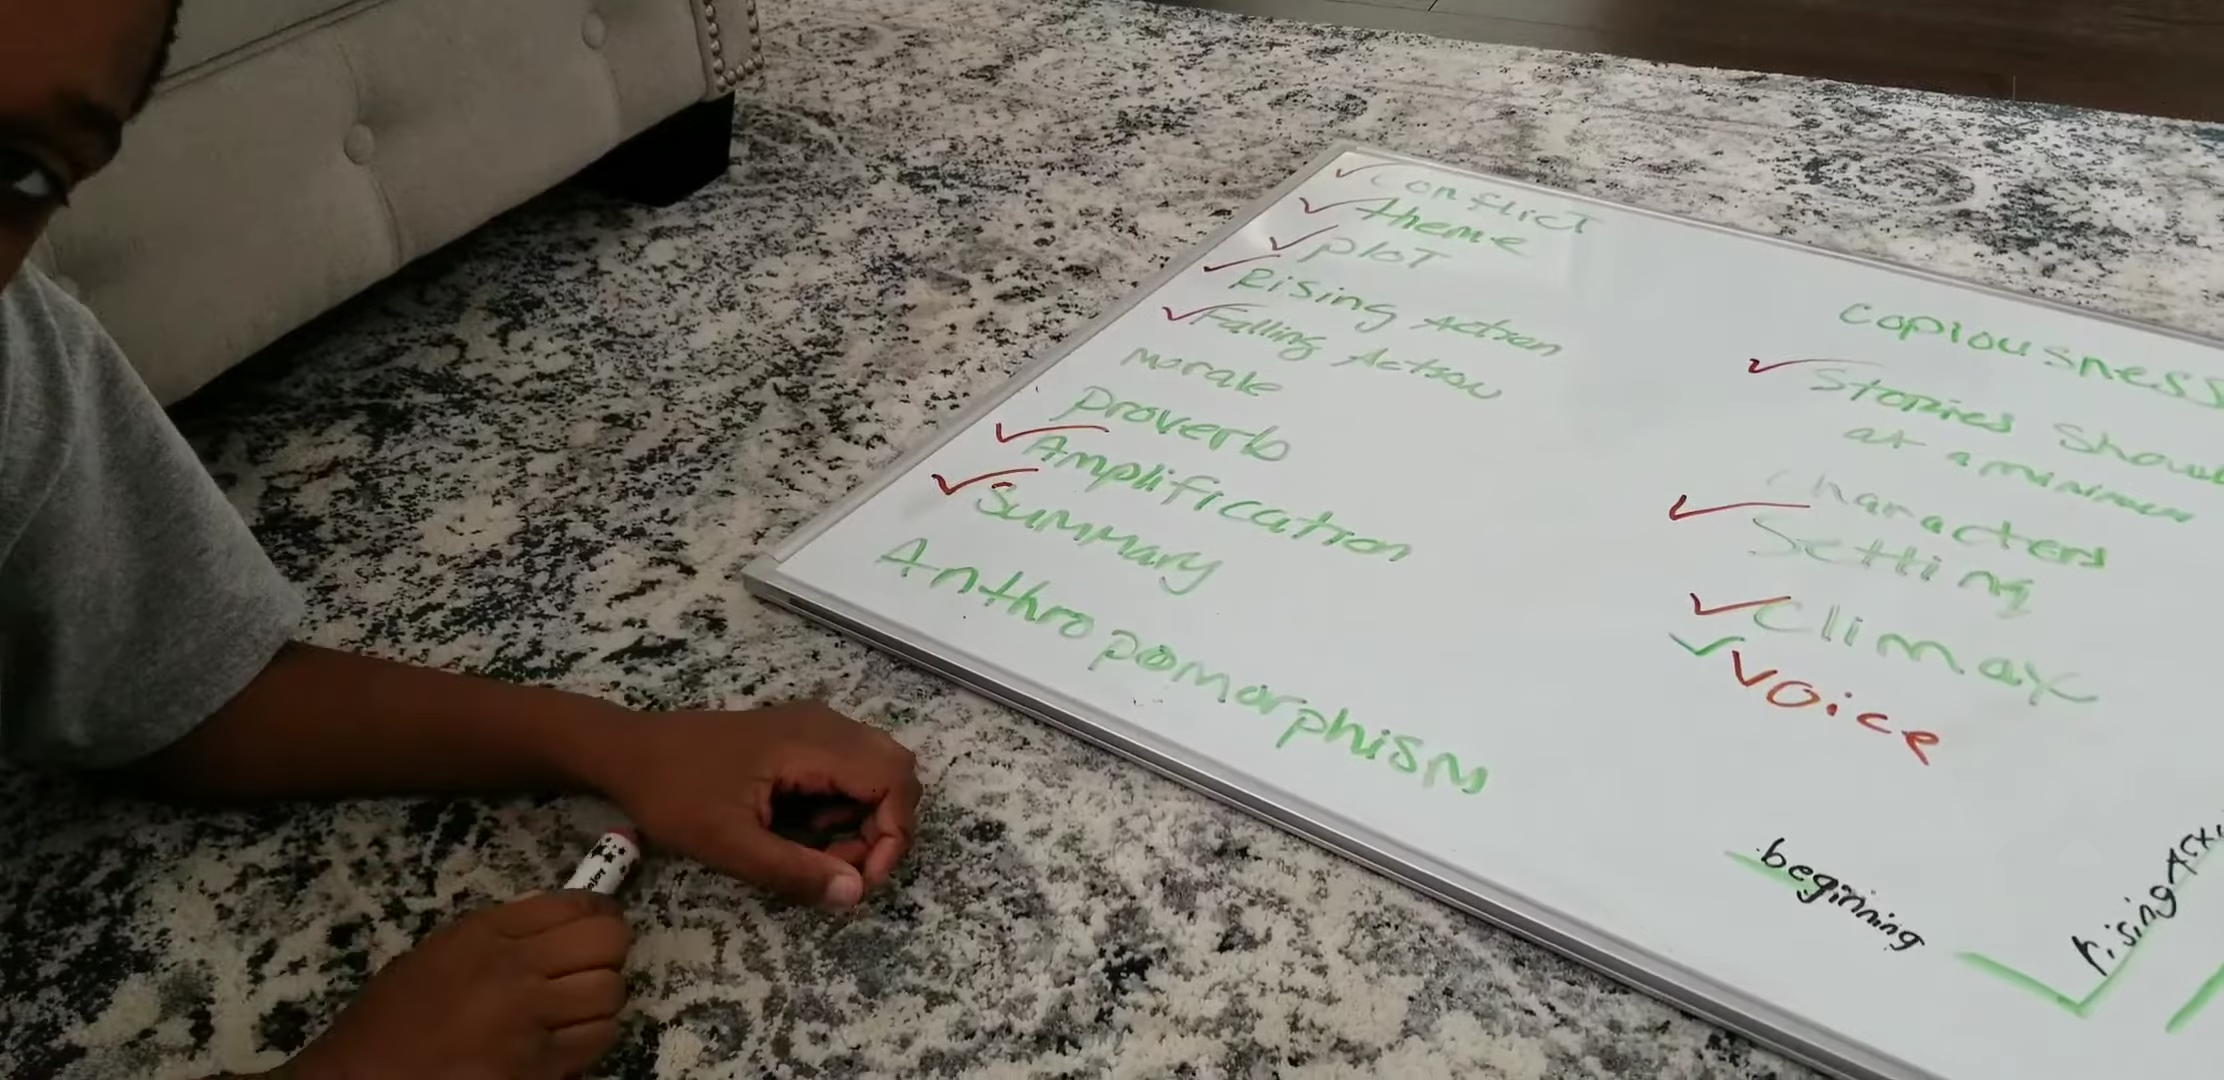 conflict
theme
plot
Rising Action
Falling Action
Morale
Proverb
Amplification
Summary
Anthropomorphism
Copiousness
Stories Shou
at a minimum
Characters
Setting
Climax
Voice
beginning
rising